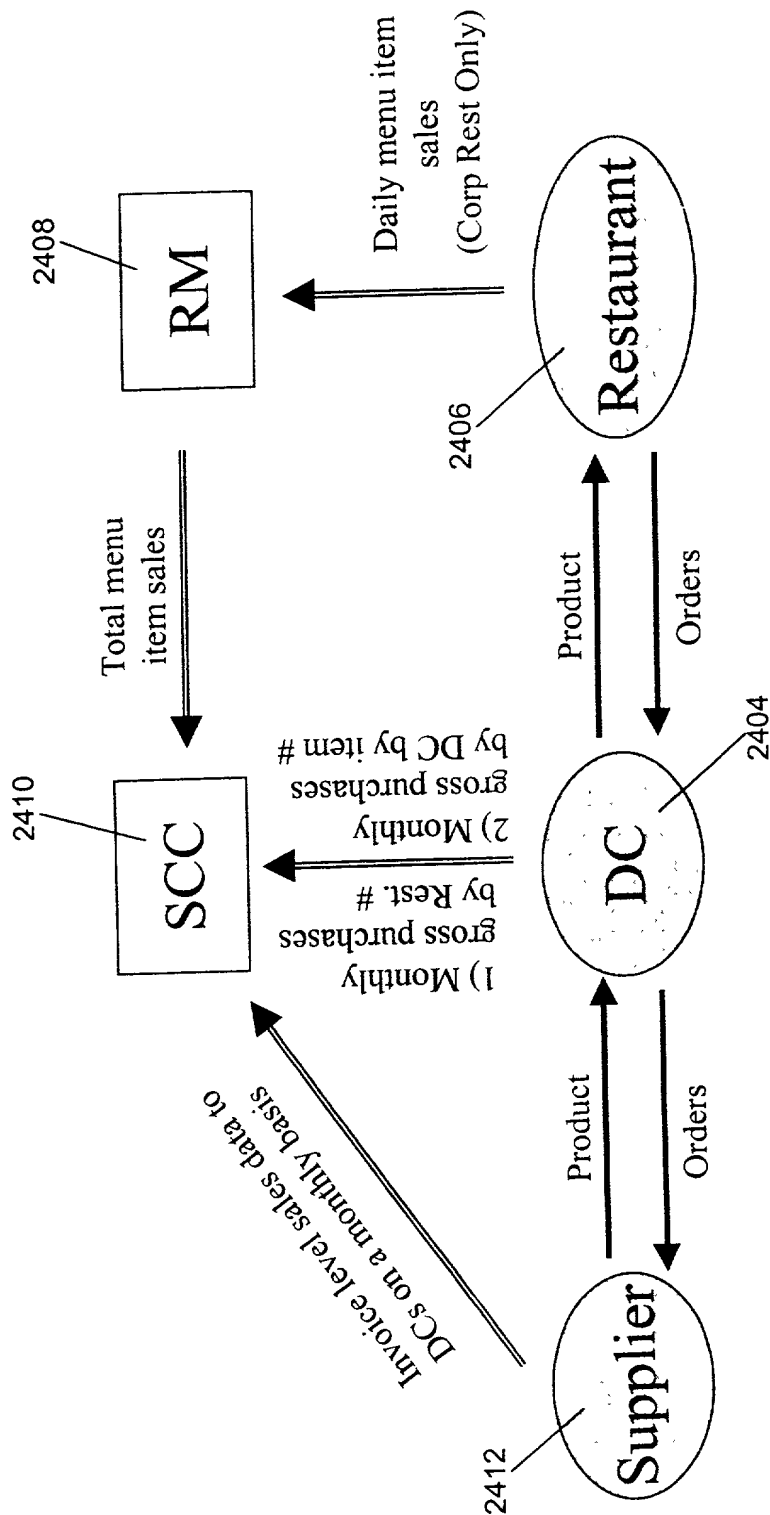 2410
SCC
Total menu
item sales
2408
RM
Invoice level sales data to
DCs on a monthly basis
1) Monthly
gross purchases
by Rest. #
2) Monthly
gross purchases
by DC by item #
Daily menu item
sales
(Corp Rest Only)
2412
Supplier
Product
Orders
DC
2404
Product
Orders
2406
Restaurant